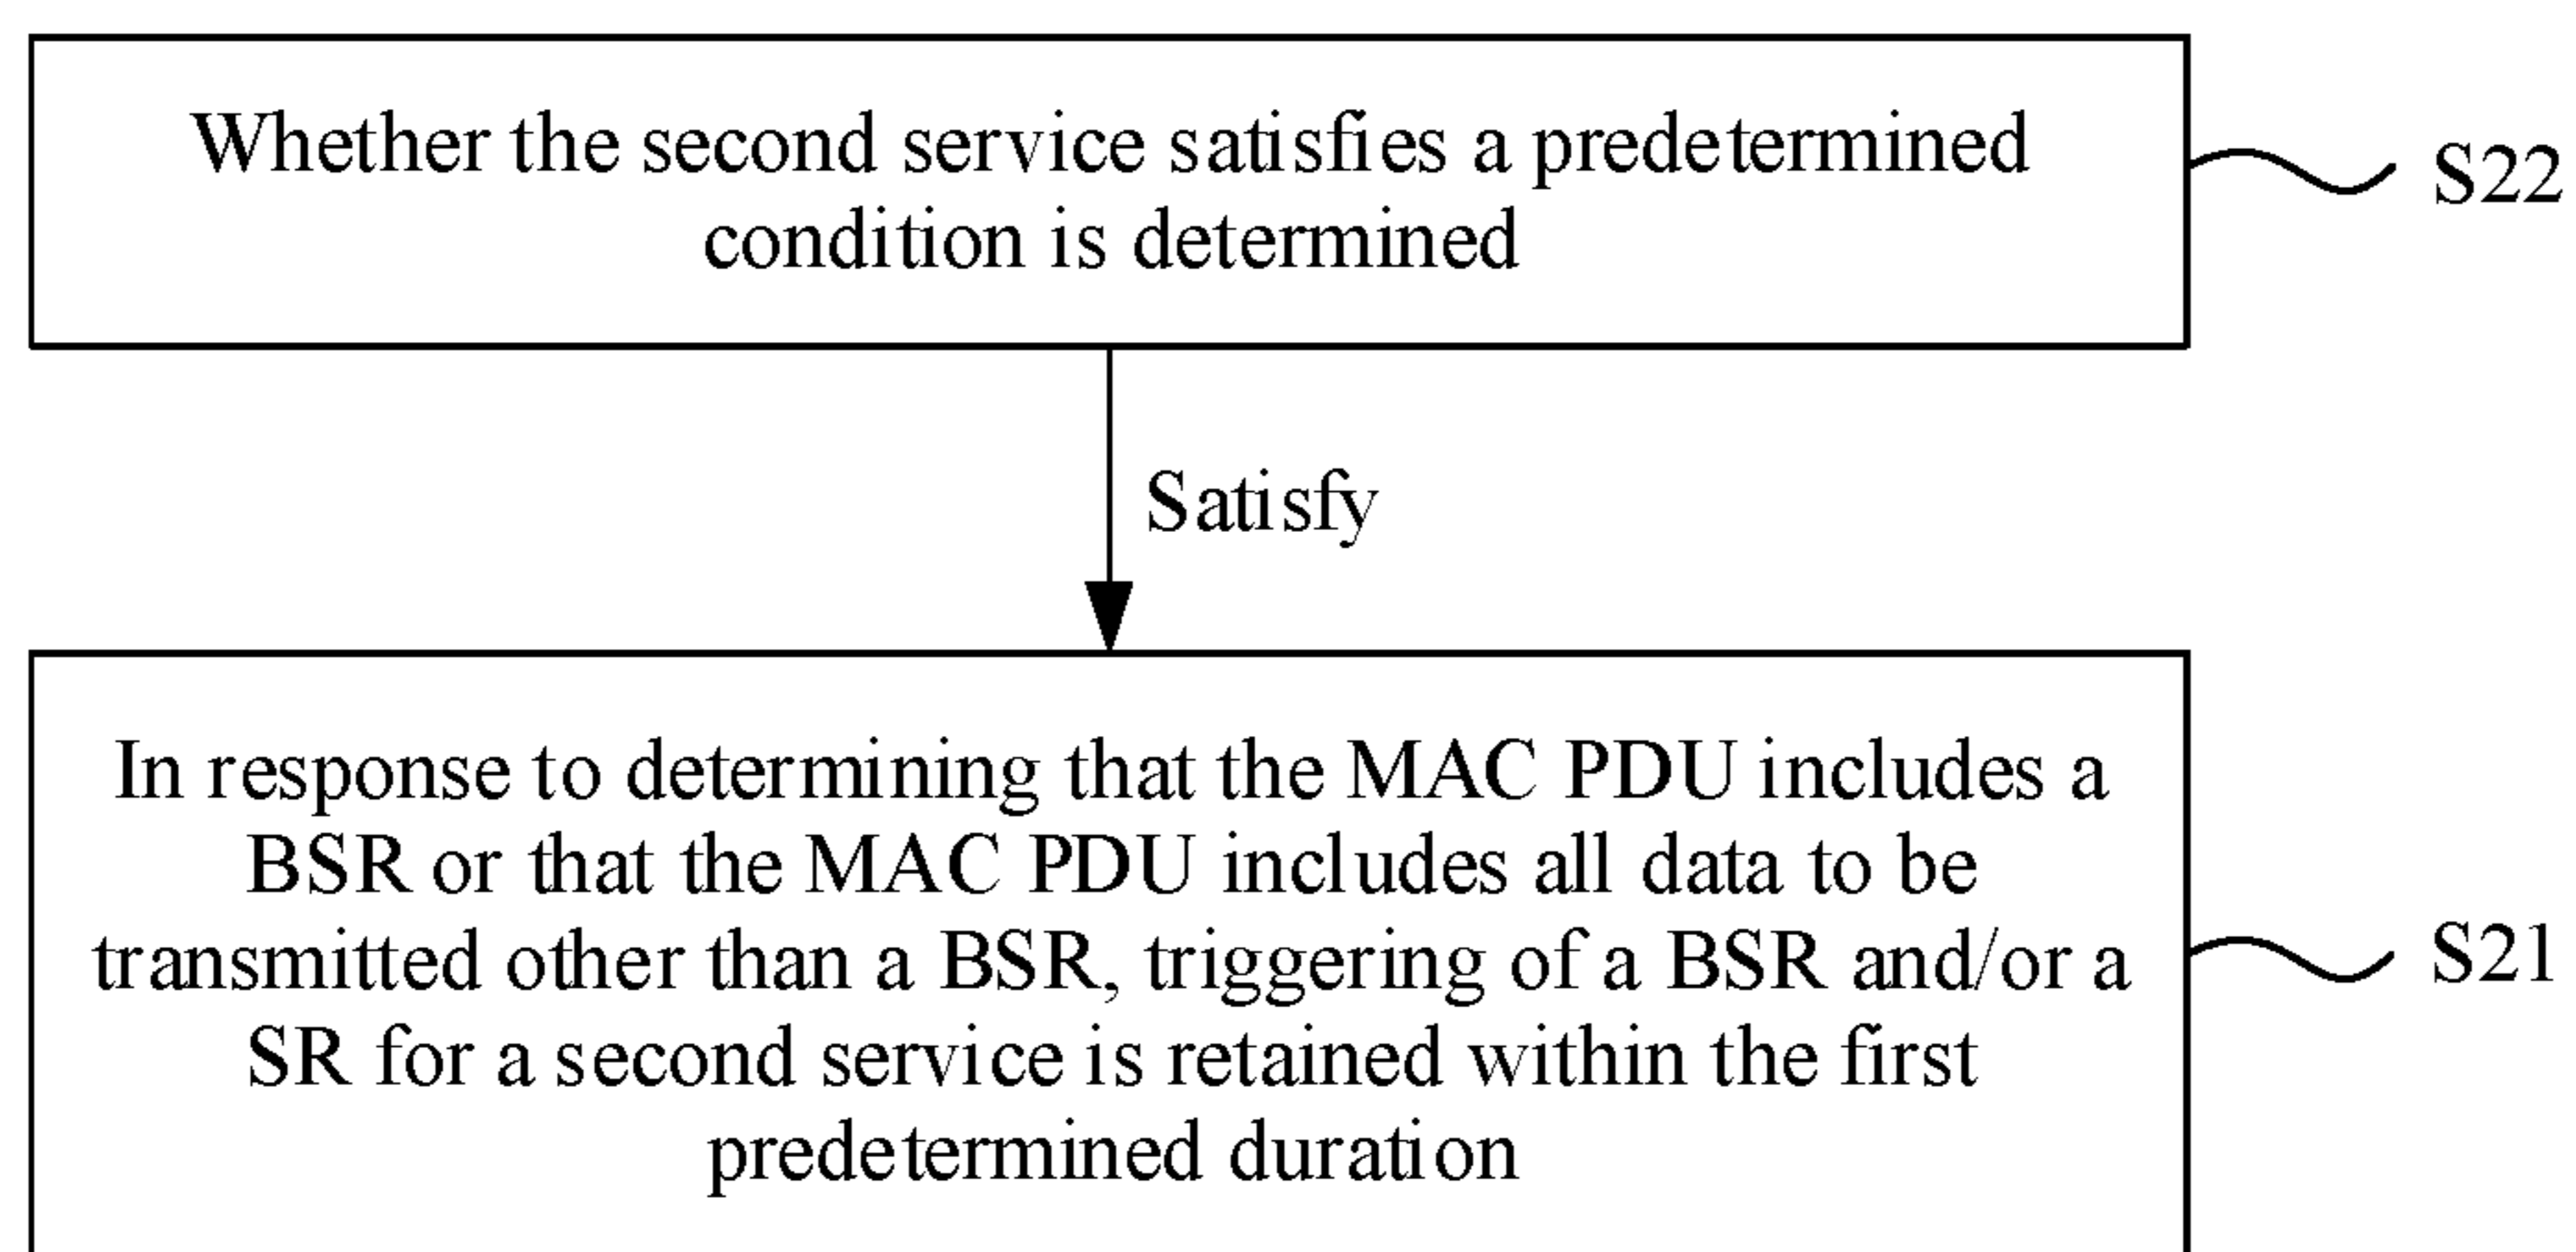 Whether the second service satisfies a predetermined
condition is determined
S22
Satisfy
In response to determining that the MAC PDU includes a
BSR or that the MAC PDU includes all data to be
transmitted other than a BSR, triggering of a BSR and/or a
SR for a second service is retained within the first
predetermined duration
S21